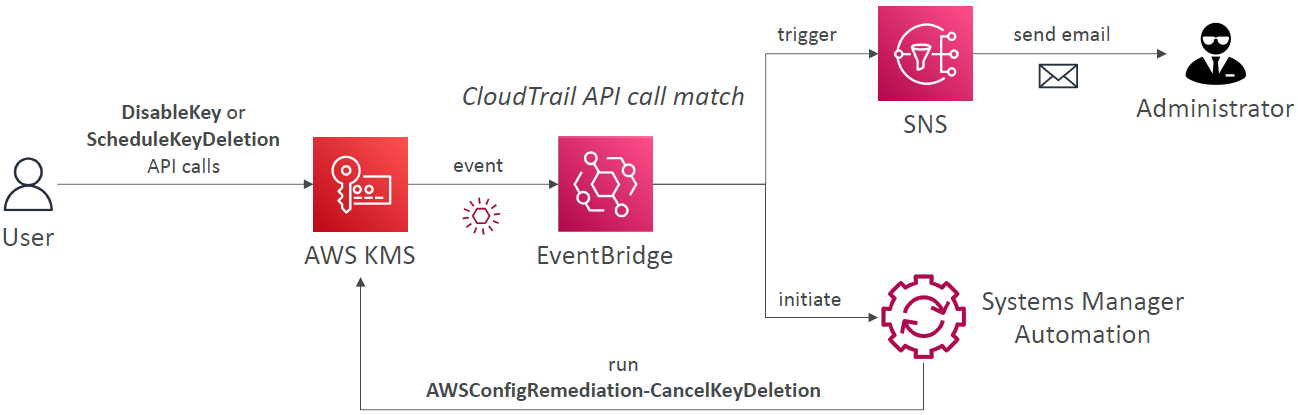 trigger
send email
CloudTrail API call match
SNS
Administrator
DisableKey or
ScheduleKeyDeletion
API calls
event
User
AWS KMS
EventBridge
initiate
Systems Manager
Automation
run
AWSConfigRemediation-CancelKeyDeletion